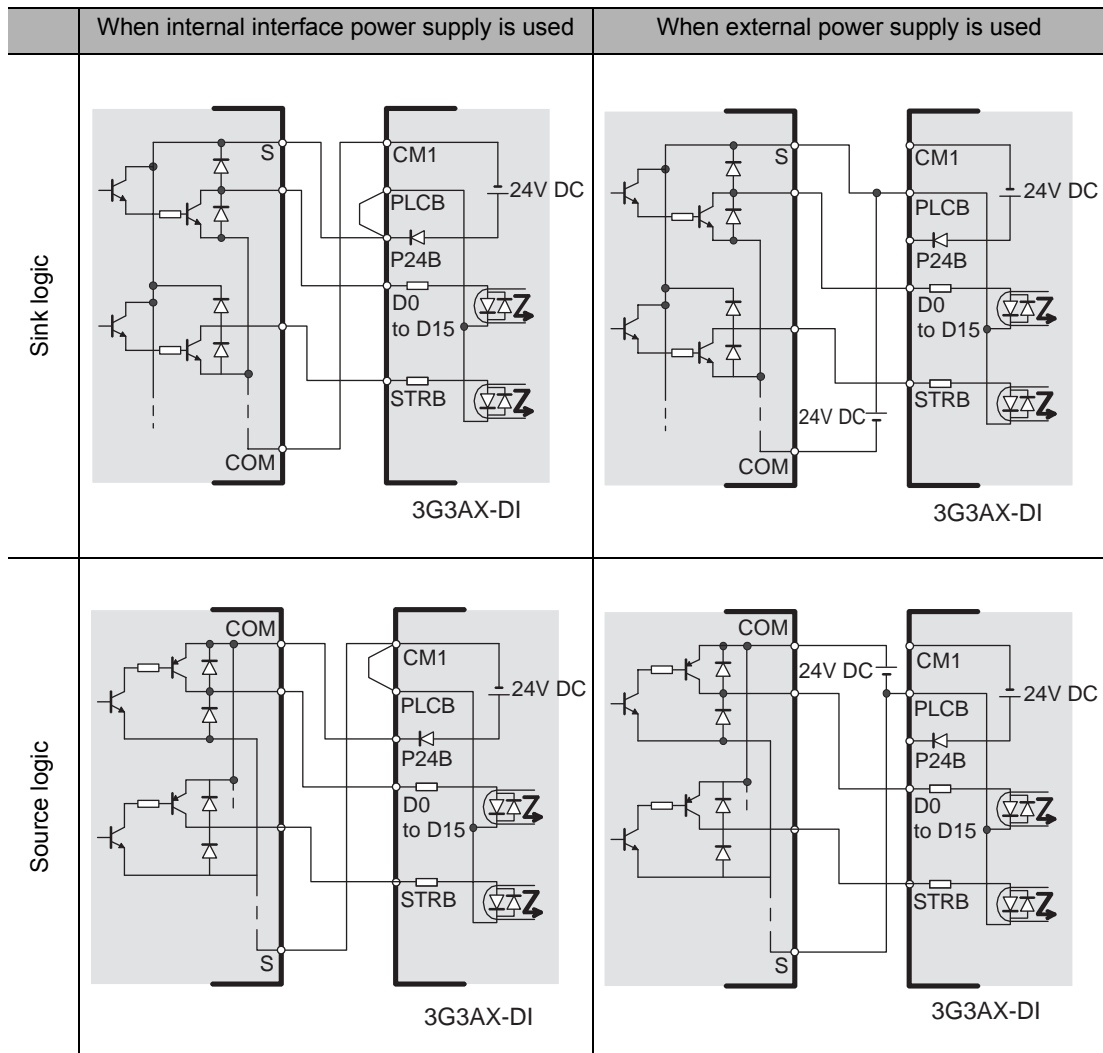 When internal interface power supply is used
When external power supply is used
Sink logic
S
COM
CM1
PLCB
24V DC
P24B
D0
to D15
STRB
3G3AX-DI
S
COM
24V DC
CM1
PLCB
24V DC
P24B
D0
to D15
STRB
3G3AX-DI
Source logic
COM
S
CM1
PLCB
24V DC
P24B
D0
to D15
STRB
3G3AX-DI
COM
S
24V DC
CM1
PLCB
24V DC
P24B
D0
to D15
STRB
3G3AX-DI